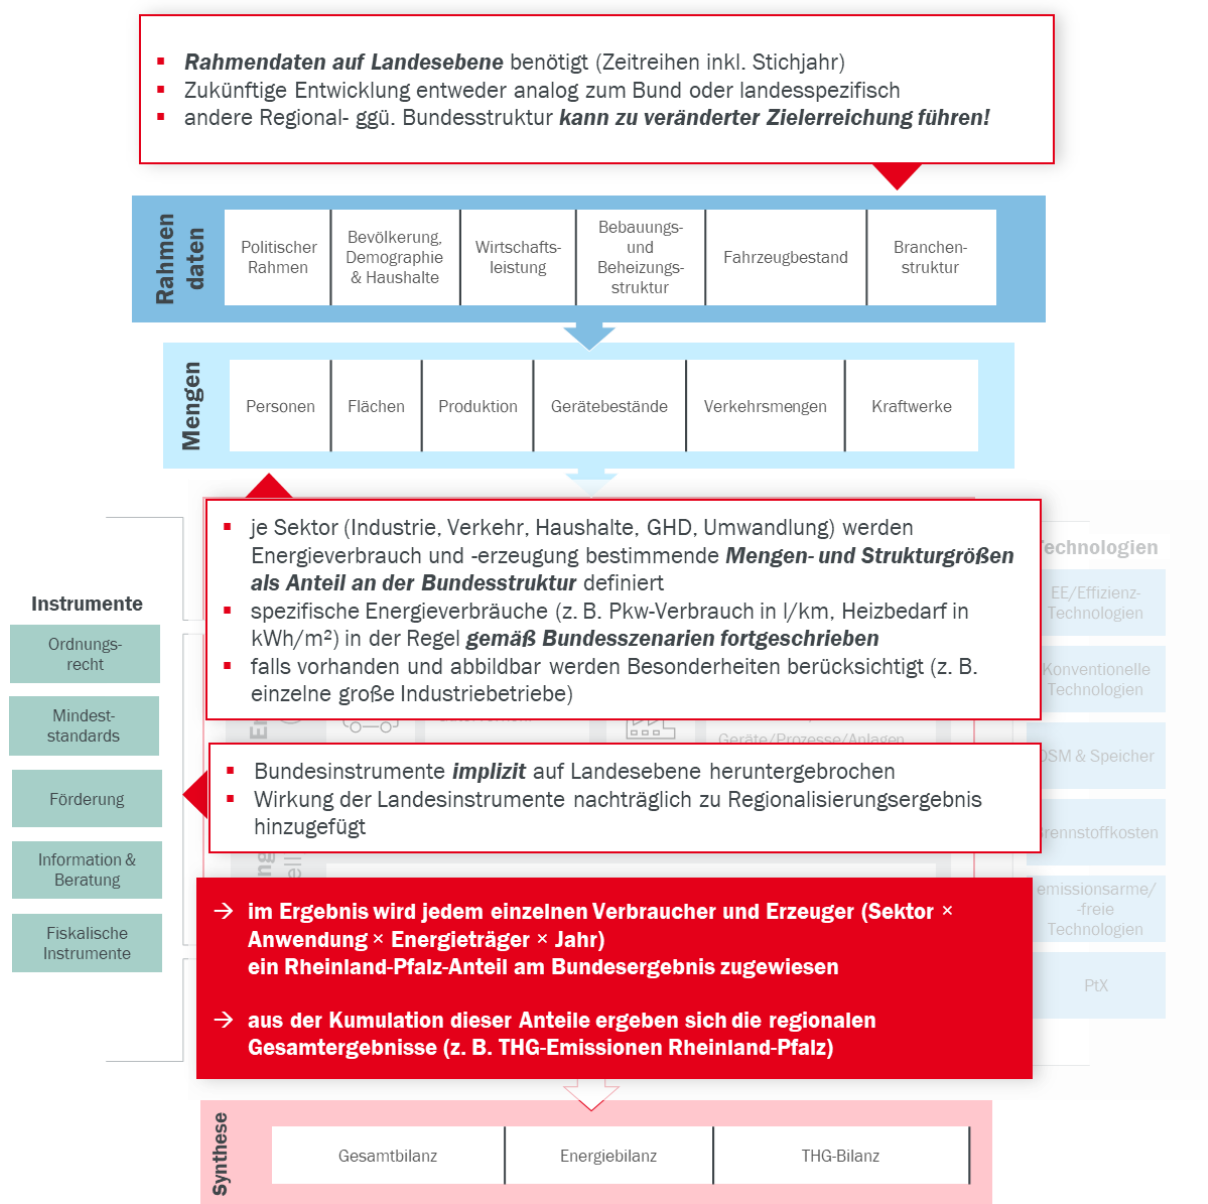 ▪ Rahmendaten auf Landesebene benötigt (Zeitreihen inkl. Stichjahr)
▪ Zukünftige Entwicklung entweder analog zum Bund oder landesspezifisch
▪ andere Regional- ggü. Bundesstruktur kann zu veränderter Zielerreichung führen!
Rahmen
daten
Politischer
Rahmen
Bevölkerung,
Demographie
& Haushalte
Wirtschafts-
leistung
Bebauungs-
und
Beheizungs-
struktur
Fahrzeugbestand
Branchen-
struktur
Mengen
Personen
Flächen
Produktion
Gerätebestände
Verkehrsmengen
Kraftwerke
▪ je Sektor (Industrie, Verkehr, Haushalte, GHD, Umwandlung) werden
Energieverbrauch und -erzeugung bestimmende Mengen- und Strukturgrößen
als Anteil an der Bundesstruktur definiert
▪ spezifische Energieverbräuche (z. B. Pkw-Verbrauch in l/km, Heizbedarf in
kWh/m²) in der Regel gemäß Bundesszenarien fortgeschrieben
▪ falls vorhanden und abbildbar werden Besonderheiten berücksichtigt (z. B.
einzelne große Industriebetriebe)
Instrumente
Ordnungs-
recht
Mindest-
standards
Förderung
Information &
Beratung
Fiskalische
Instrumente
Geräte/Prozesse/Anlagen
▪ Bundesinstrumente implizit auf Landesebene heruntergebrochen
▪ Wirkung der Landesinstrumente nachträglich zu Regionalisierungsergebnis
hinzugefügt
echnologien
EE/Effizienz-
Technologien
Konventionelle
Technologien
DSM & Speicher
Brennstoffkosten
emissionsarme/
-freie
Technologien
PtX
→ im Ergebnis wird jedem einzelnen Verbraucher und Erzeuger (Sektor ×
Anwendung × Energieträger × Jahr)
ein Rheinland-Pfalz-Anteil am Bundesergebnis zugewiesen
→ aus der Kumulation dieser Anteile ergeben sich die regionalen
Gesamtergebnisse (z. B. THG-Emissionen Rheinland-Pfalz)
Synthese
Gesamtbilanz
Energiebilanz
THG-Bilanz